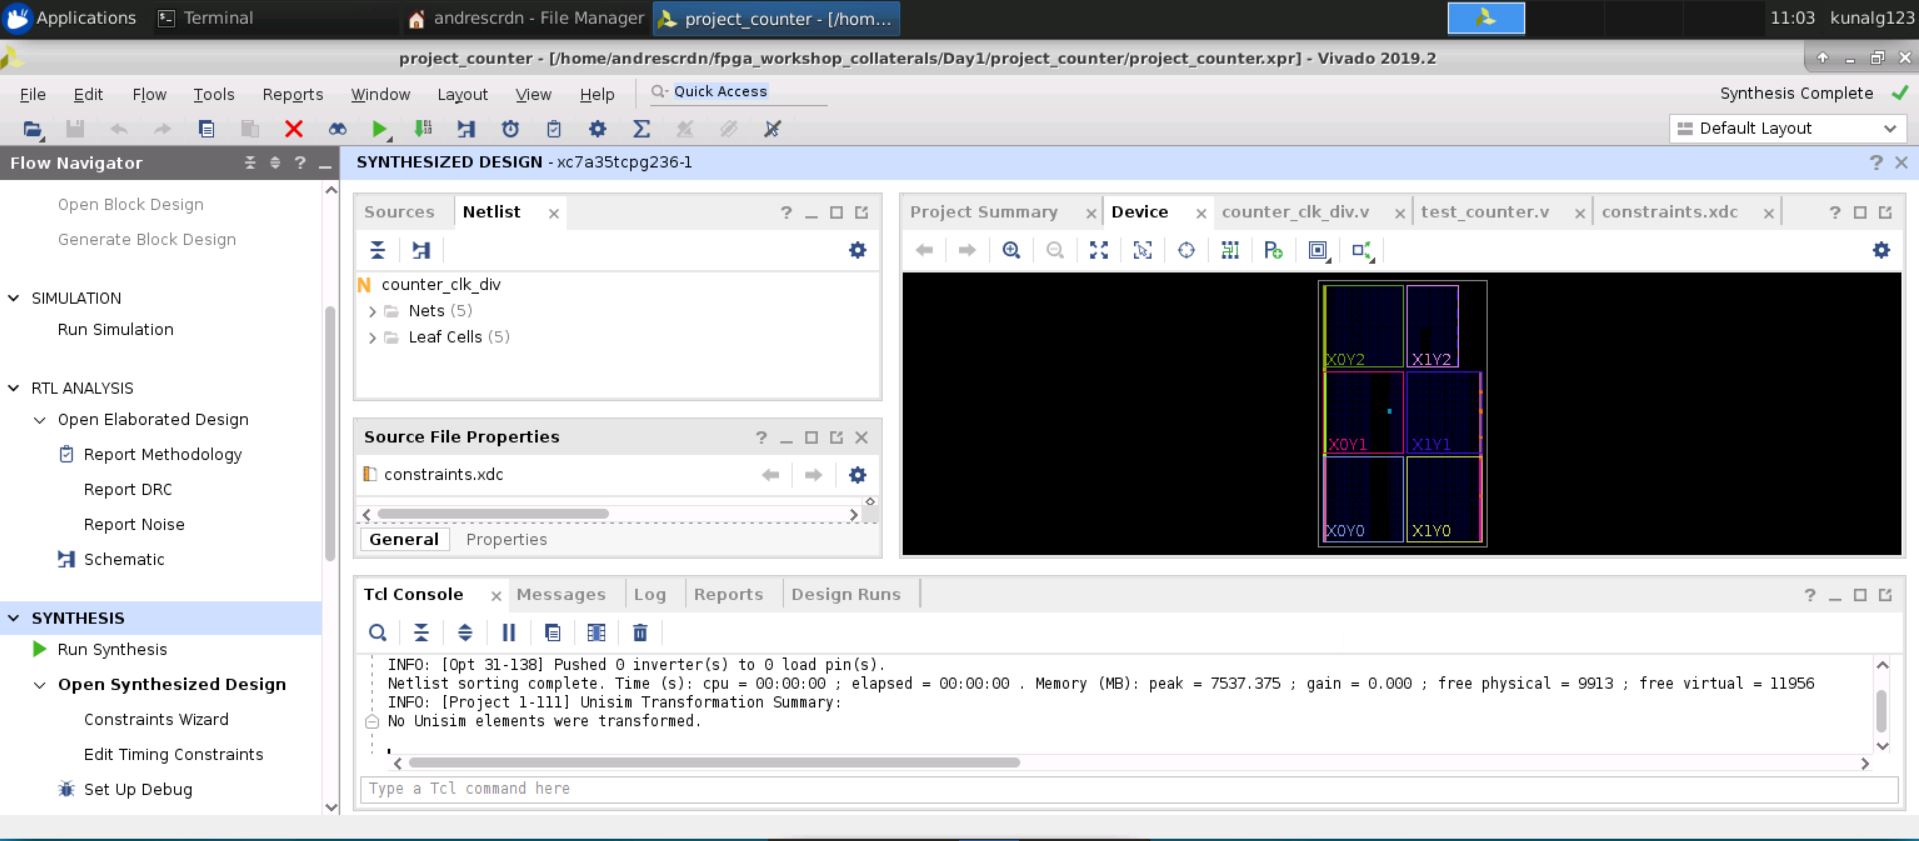 Applications Terminal andrescrdn - File Manager project_counter - [/hom... 11:03 kunalg123
project_counter - [/home/andrescrdn/fpga_workshop_collaterals/Day1/project_counter/project_counter.xpr] - Vivado 2019.2
File Edit Flow Tools Reports Window Layout View Help Quick Access Synthesis Complete
Default Layout
Flow Navigator
SYNTHESIZED DESIGN - xc7a35tcpg236-1
Open Block Design
Generate Block Design
SIMULATION
Run Simulation
RTL ANALYSIS
Open Elaborated Design
Report Methodology
Report DRC
Report Noise
Schematic
SYNTHESIS
Run Synthesis
Open Synthesized Design
Constraints Wizard
Edit Timing Constraints
Set Up Debug
Sources Netlist
counter_clk_div
Nets (5)
Leaf Cells (5)
Source File Properties
constraints.xdc
General Properties
Project Summary Device counter_clk_div.v test_counter.v constraints.xdc
X0Y2 X1Y2
X0Y1 X1Y1
X0Y0 X1Y0
Tcl Console Messages Log Reports Design Runs
INFO: [Opt 31-138] Pushed 0 inverter(s) to 0 load pin(s).
Netlist sorting complete. Time (s): cpu = 00:00:00 ; elapsed = 00:00:00 . Memory (MB): peak = 7537.375 ; gain = 0.000 ; free physical = 9913 ; free virtual = 11956
INFO: [Project 1-111] Unisim Transformation Summary:
No Unisim elements were transformed.
Type a Tcl command here